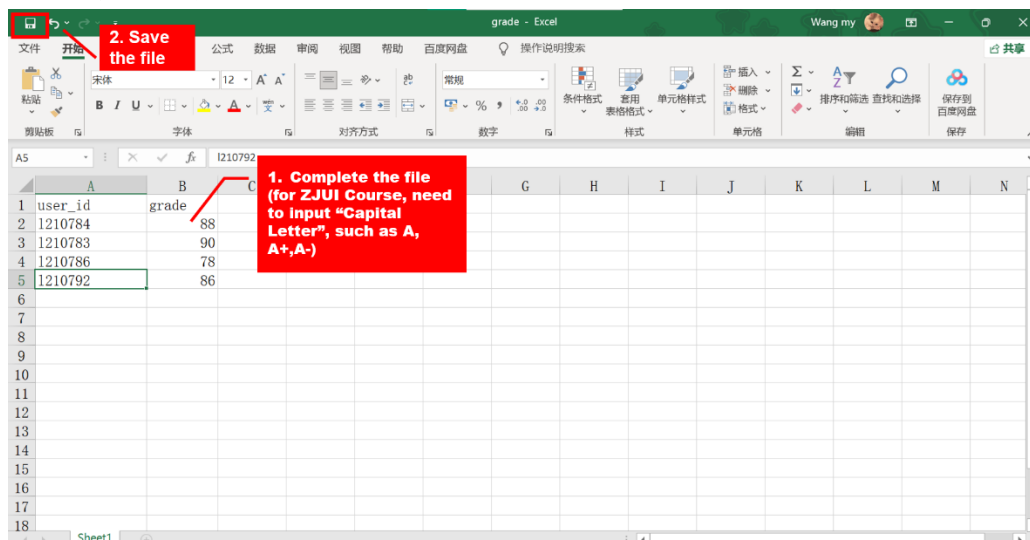 grade - Excel
Wang my
文件 开始 公式 数据 审阅 视图 帮助 百度网盘 操作说明搜索 共享
2. Save
the file
粘贴
宋体 12 A A 常规
B I U A % 
条件格式 套用
表格格式 单元格样式
插入
删除
格式
排序和筛选 查找和选择
保存到
百度网盘
剪贴板 字体 对齐方式 数字 样式 单元格 编辑 保存
A5 fx l210792
1. Complete the file
(for ZJUI Course, need
to input “Capital
Letter”, such as A,
A+,A-)
A B C G H I J K L M N
1 user_id grade
2 l210784 88
3 l210783 90
4 l210786 78
5 l210792 86
6
7
8
9
10
11
12
13
14
15
16
17
18
Sheet1